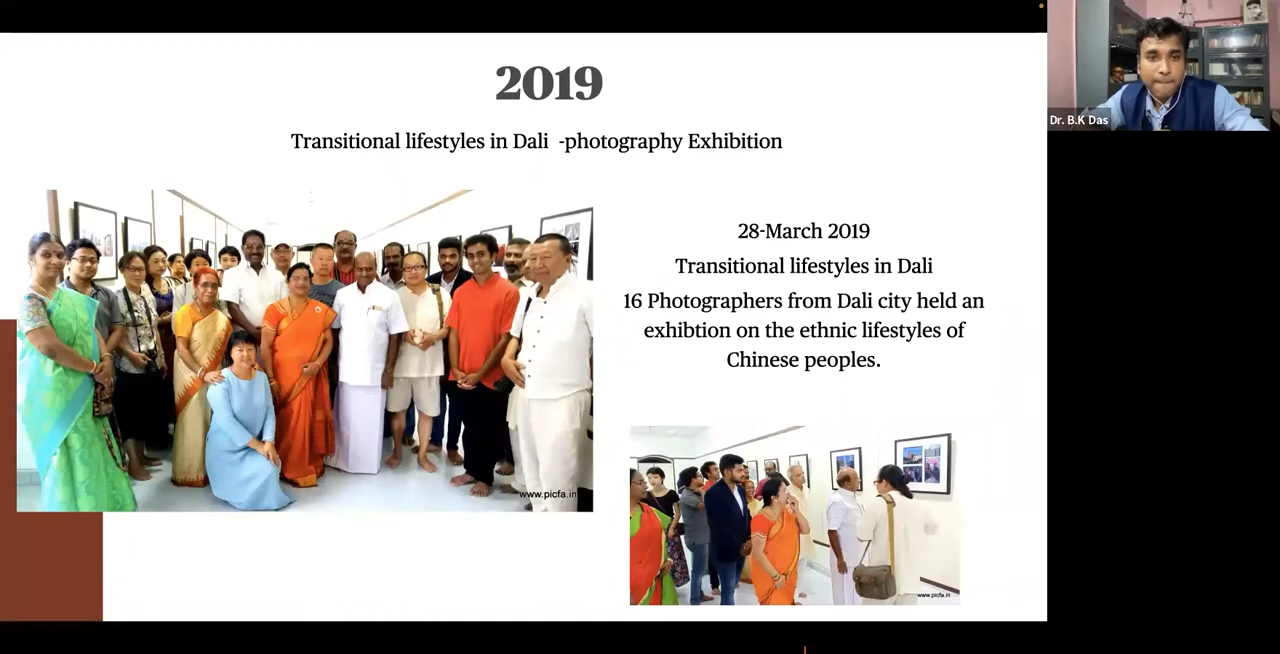 2019
Transitional lifestyles in Dali -photography Exhibition
28-March 2019
Transitional lifestyles in Dali
16 Photographers from Dali city held an
exhibtion on the ethnic lifestyles of
Chinese peoples.
www.picfa.in
www.picfa.in
Dr. B.K Das